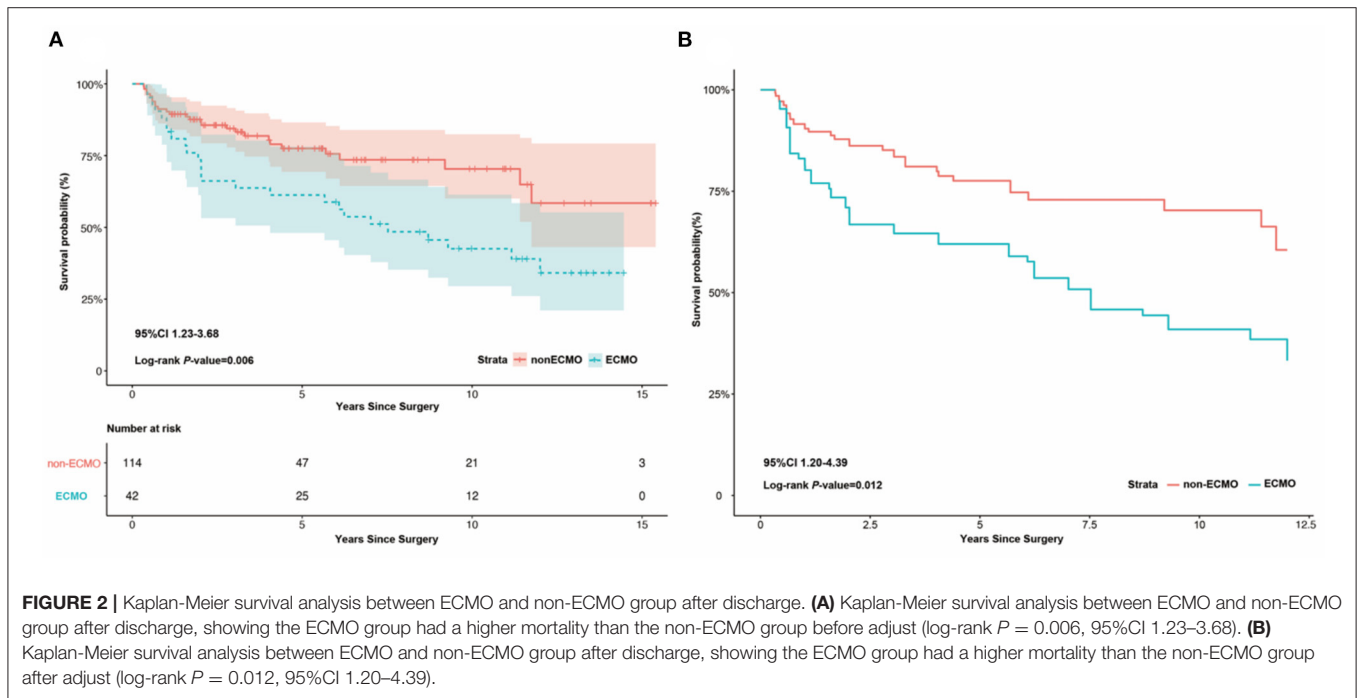 A
100%
75%
50%
25%
0
Survival probability (%)
95%CI 1.23-3.68
Log-rank P-value=0.006
Strata nonECMO ECMO
0 5 10 15
Years Since Surgery
Number at risk
non-ECMO 114 47 21 3
ECMO 42 25 12 0
0 5 10 15
Years Since Surgery
B
100%
75%
50%
25%
0
Survival probability(%)
95%CI 1.20-4.39
Log-rank P-value=0.012
Strata non-ECMO ECMO
0 2.5 5 7.5 10 12.5
Years Since Surgery
FIGURE 2 | Kaplan-Meier survival analysis between ECMO and non-ECMO group after discharge. (A) Kaplan-Meier survival analysis between ECMO and non-ECMO
group after discharge, showing the ECMO group had a higher mortality than the non-ECMO group before adjust (log-rank P = 0.006, 95%CI 1.23–3.68). (B)
Kaplan-Meier survival analysis between ECMO and non-ECMO group after discharge, showing the ECMO group had a higher mortality than the non-ECMO group
after adjust (log-rank P = 0.012, 95%CI 1.20–4.39).